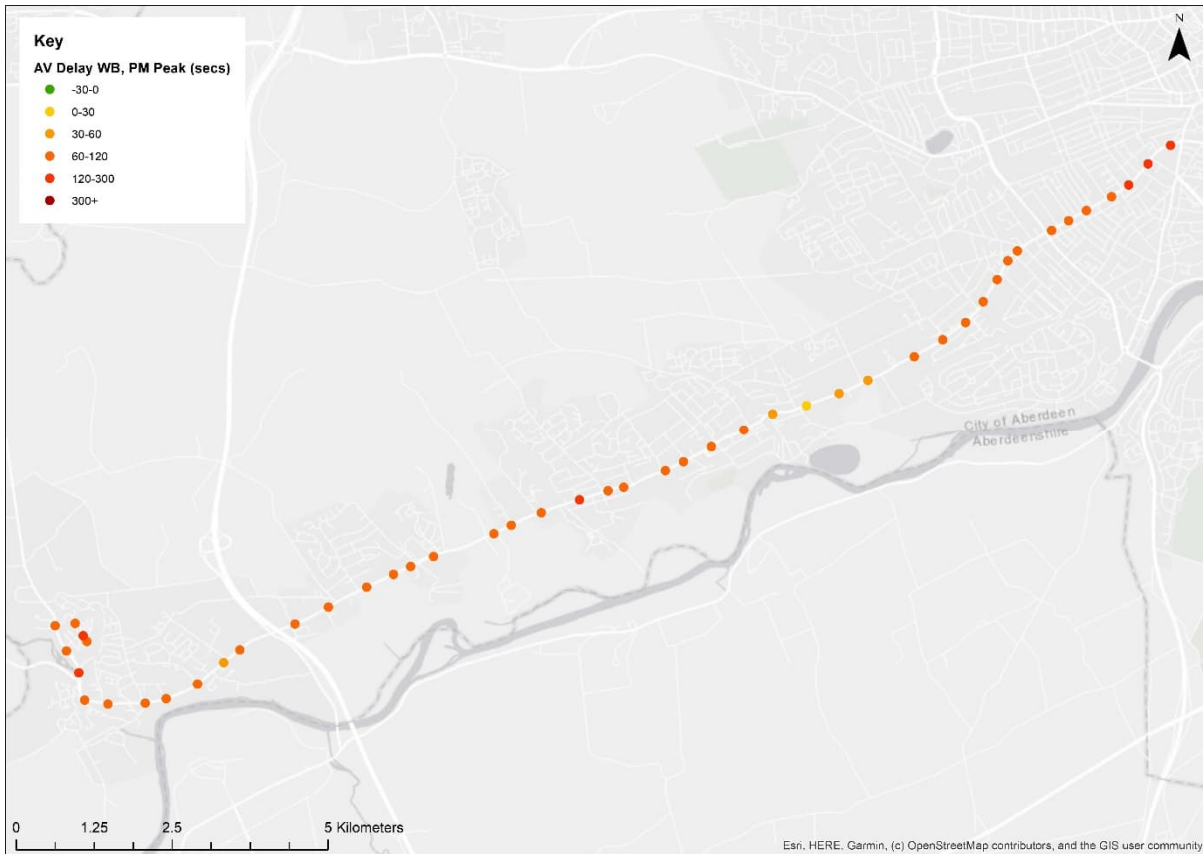 N
Key
AV Delay WB, PM Peak (secs)
-30-0
0-30
30-60
60-120
120-300
300+
City of Aberdeen
Aberdeenshire
0 1.25 2.5 5 Kilometers
Esri, HERE, Garmin, (c) OpenStreetMap contributors, and the GIS user community